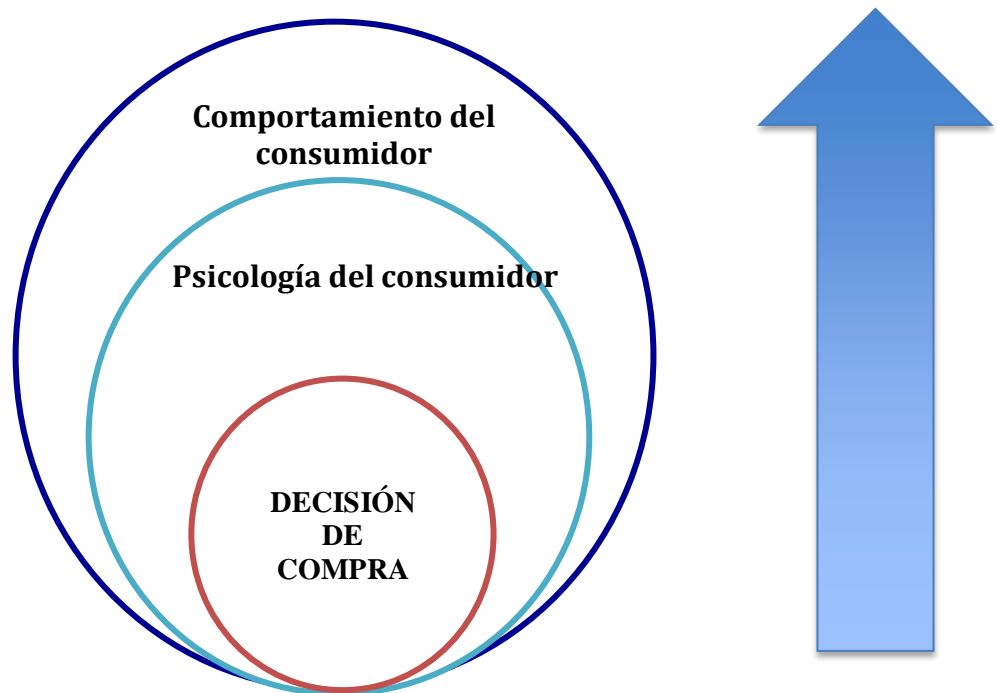 Comportamiento del
consumidor
Psicología del consumidor
DECISIÓN
DE
COMPRA